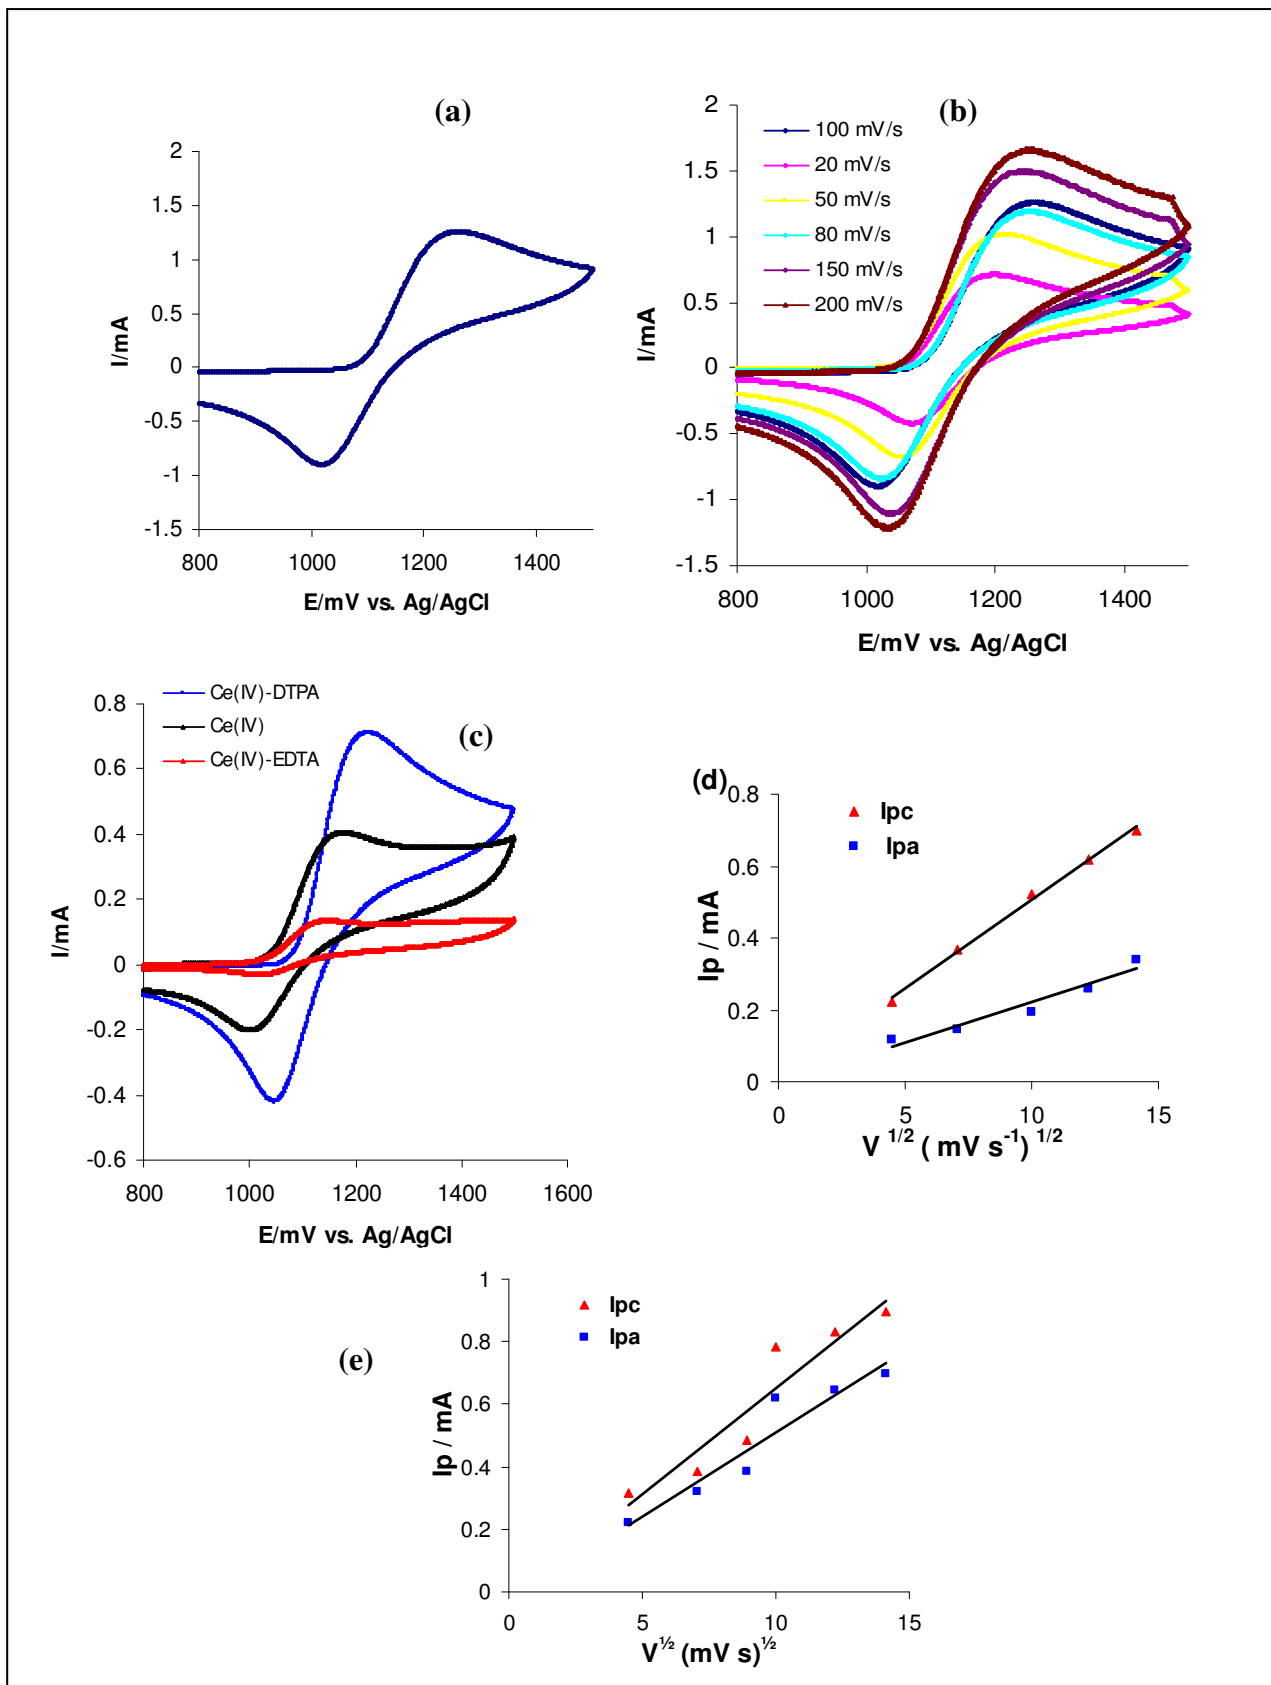 (a)
2
1.5
1
0.5
0
-0.5
-1
-1.5
I/mA
800 1000 1200 1400
E/mV vs. Ag/AgCl
(b)
100 mV/s
20 mV/s
50 mV/s
80 mV/s
150 mV/s
200 mV/s
2
1.5
1
0.5
0
-0.5
-1
-1.5
I/mA
800 1000 1200 1400
E/mV vs. Ag/AgCl
Ce(IV)-DTPA
Ce(IV)
Ce(IV)-EDTA
(c)
0.8
0.6
0.4
0.2
0
-0.2
-0.4
-0.6
I/mA
800 1000 1200 1400 1600
E/mV vs. Ag/AgCl
(d)
Ipc
Ipa
0.8
0.6
0.4
0.2
0
Ip / mA
0 5 10 15
V 1/2 ( mV s-1) 1/2
(e)
Ipc
Ipa
1
0.8
0.6
0.4
0.2
0
Ip / mA
0 5 10 15
V½ (mV s)½